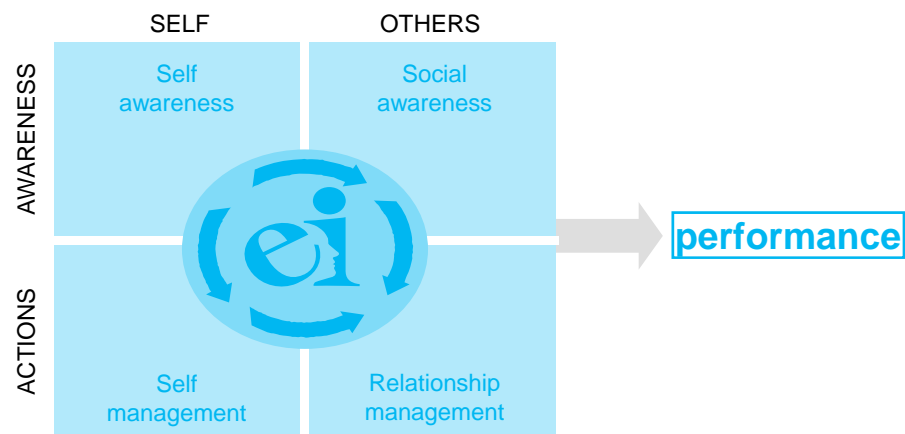 SELF
OTHERS
AWARENESS
Self
awareness
Social
awareness
ei
performance
ACTIONS
Self
management
Relationship
management